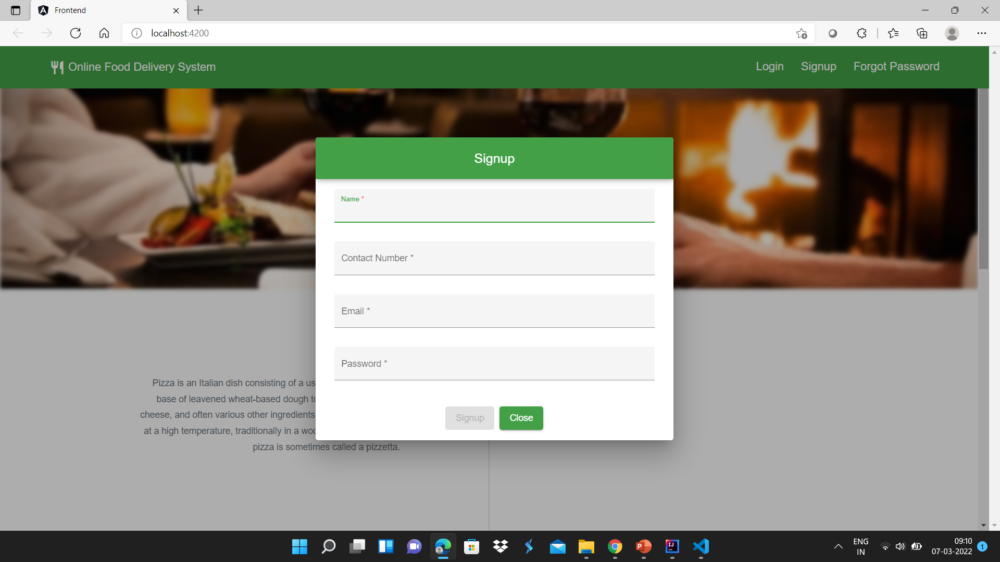 Frontend
localhost:4200
Online Food Delivery System
Login
Signup
Forgot Password
Signup
Name *
Contact Number *
Email *
Password *
Signup
Close
Pizza is an Italian dish consisting of a us
base of leavened wheat-based dough
cheese, and often various other ingredients
at a high temperature, traditionally in a
pizza is sometimes called a pizzetta.
ENG
IN
09:10
07-03-2022
1